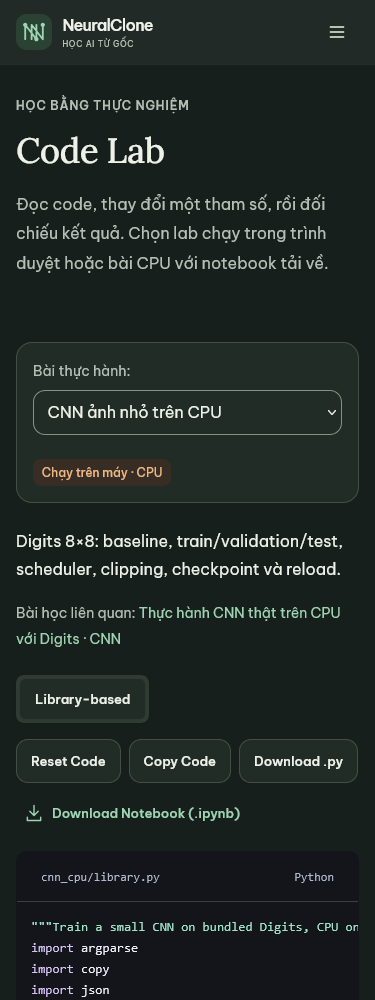 NeuralClone
HỌC AI TỪ GỐC
HỌC BẰNG THỰC NGHIỆM
Code Lab
Đọc code, thay đổi một tham số, rồi đối
chiếu kết quả. Chọn lab chạy trong trình
duyệt hoặc bài CPU với notebook tải về.
Bài thực hành:
CNN ảnh nhỏ trên CPU
Chạy trên máy · CPU
Digits 8×8: baseline, train/validation/test,
scheduler, clipping, checkpoint và reload.
Bài học liên quan: Thực hành CNN thật trên CPU
với Digits · CNN
Library-based
Reset Code
Copy Code
Download .py
Download Notebook (.ipynb)
cnn_cpu/library.py
Python
"""Train a small CNN on bundled Digits, CPU on
import argparse
import copy
import json